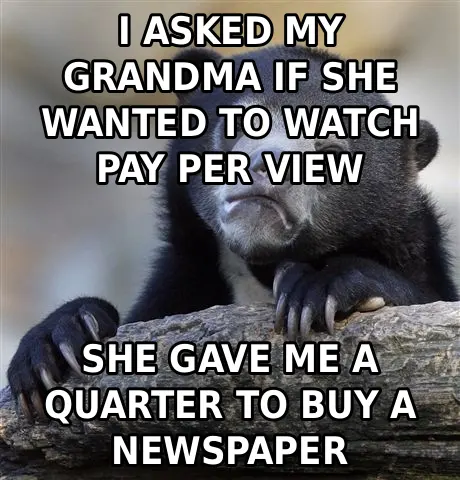 I ASKED MY
GRANDMA IF SHE
WANTED TO WATCH
PAY PER VIEW
SHE GAVE ME A
QUARTER TO BUY A
NEWSPAPER